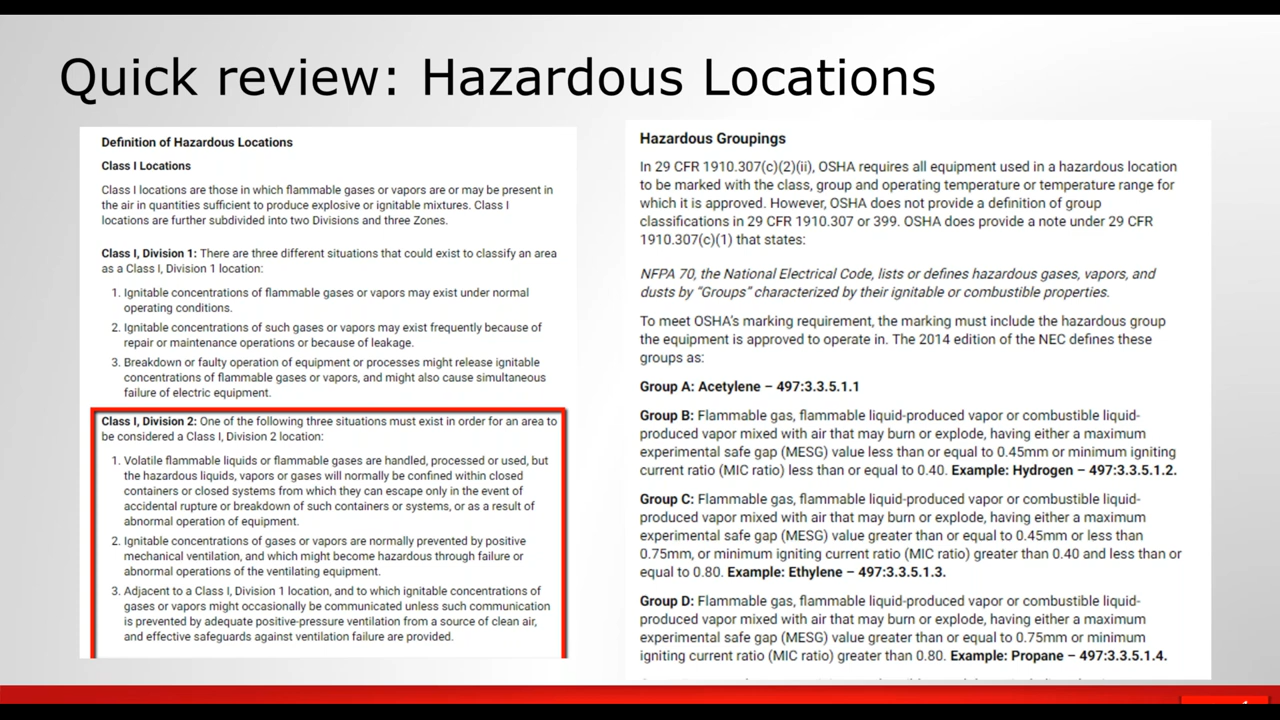 Quick review: Hazardous Locations
Definition of Hazardous Locations
Class I Locations
Class I locations are those in which flammable gases or vapors are or may be present in
the air in quantities sufficient to produce explosive or ignitable mixtures. Class I
locations are further subdivided into two Divisions and three Zones.
Class I, Division 1: There are three different situations that could exist to classify an area
as a Class I, Division 1 location:
1. Ignitable concentrations of flammable gases or vapors may exist under normal
operating conditions.
2. Ignitable concentrations of such gases or vapors may exist frequently because of
repair or maintenance operations or because of leakage.
3. Breakdown or faulty operation of equipment or processes might release ignitable
concentrations of flammable gases or vapors, and might also cause simultaneous
failure of electric equipment.
Class I, Division 2: One of the following three situations must exist in order for an area to
be considered a Class I, Division 2 location:
1. Volatile flammable liquids or flammable gases are handled, processed or used, but
the hazardous liquids, vapors or gases will normally be confined within closed
containers or closed systems from which they can escape only in the event of
accidental rupture or breakdown of such containers or systems, or as a result of
abnormal operation of equipment.
2. Ignitable concentrations of gases or vapors are normally prevented by positive
mechanical ventilation, and which might become hazardous through failure or
abnormal operations of the ventilating equipment.
3. Adjacent to a Class I, Division 1 location, and to which ignitable concentrations of
gases or vapors might occasionally be communicated unless such communication
is prevented by adequate positive-pressure ventilation from a source of clean air,
and effective safeguards against ventilation failure are provided.
Hazardous Groupings
In 29 CFR 1910.307(c)(2)(ii), OSHA requires all equipment used in a hazardous location
to be marked with the class, group and operating temperature or temperature range for
which it is approved. However, OSHA does not provide a definition of group
classifications in 29 CFR 1910.307 or 399. OSHA does provide a note under 29 CFR
1910.307(c)(1) that states:
NFPA 70, the National Electrical Code, lists or defines hazardous gases, vapors, and
dusts by “Groups” characterized by their ignitable or combustible properties.
To meet OSHA’s marking requirement, the marking must include the hazardous group
the equipment is approved to operate in. The 2014 edition of the NEC defines these
groups as:
Group A: Acetylene – 497:3.3.5.1.1
Group B: Flammable gas, flammable liquid-produced vapor or combustible liquid-
produced vapor mixed with air that may burn or explode, having either a maximum
experimental safe gap (MESG) value less than or equal to 0.45mm or minimum igniting
current ratio (MIC ratio) less than or equal to 0.40. Example: Hydrogen – 497:3.3.5.1.2.
Group C: Flammable gas, flammable liquid-produced vapor or combustible liquid-
produced vapor mixed with air that may burn or explode, having either a maximum
experimental safe gap (MESG) value greater than or equal to 0.45mm or less than
0.75mm, or minimum igniting current ratio (MIC ratio) greater than 0.40 and less than or
equal to 0.80. Example: Ethylene – 497:3.3.5.1.3.
Group D: Flammable gas, flammable liquid-produced vapor or combustible liquid-
produced vapor mixed with air that may burn or explode, having either a maximum
experimental safe gap (MESG) value greater than or equal to 0.75mm or minimum
igniting current ratio (MIC ratio) greater than 0.80. Example: Propane – 497:3.3.5.1.4.